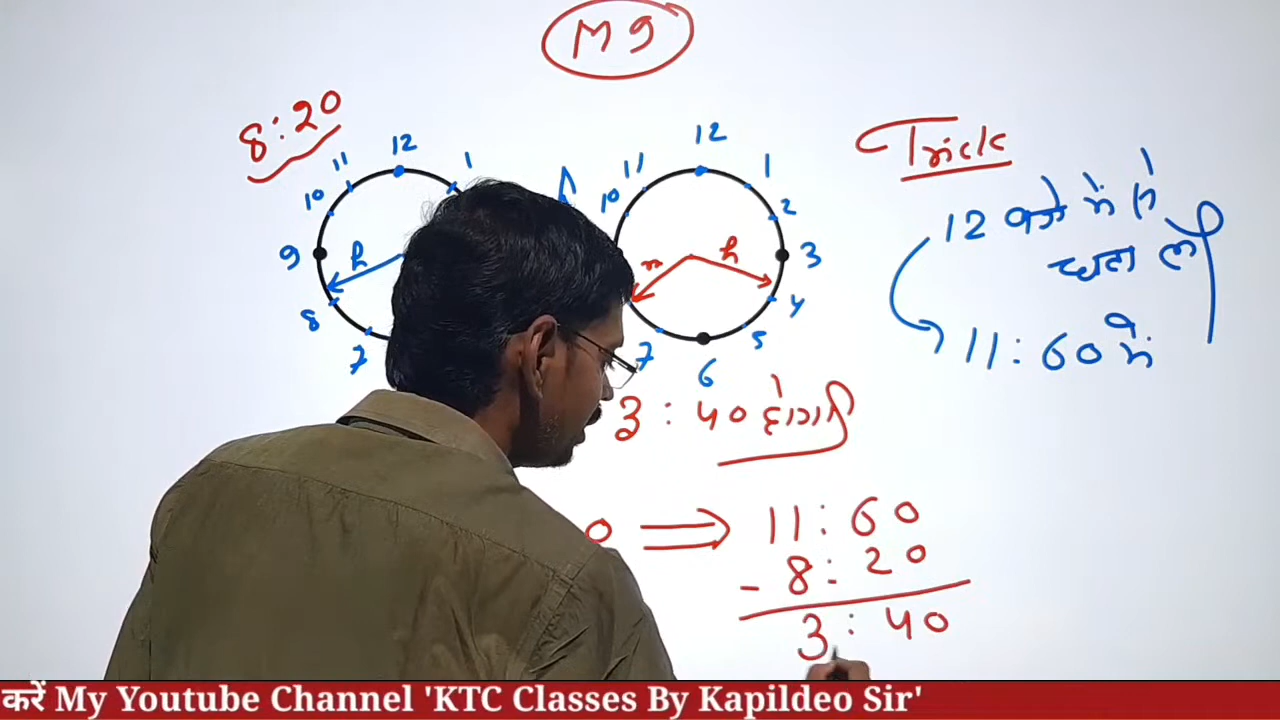 M 9
8:20
Trick
12 बजे में से
घटा लो
11:60 में
12
11
1
10
9
h
8
7
12
11
1
10
2
m
h
3
4
7
5
6
3:40 होगा
0 ⟹ 11:60
- 8:20
3:40
करें My Youtube Channel 'KTC Classes By Kapildeo Sir'